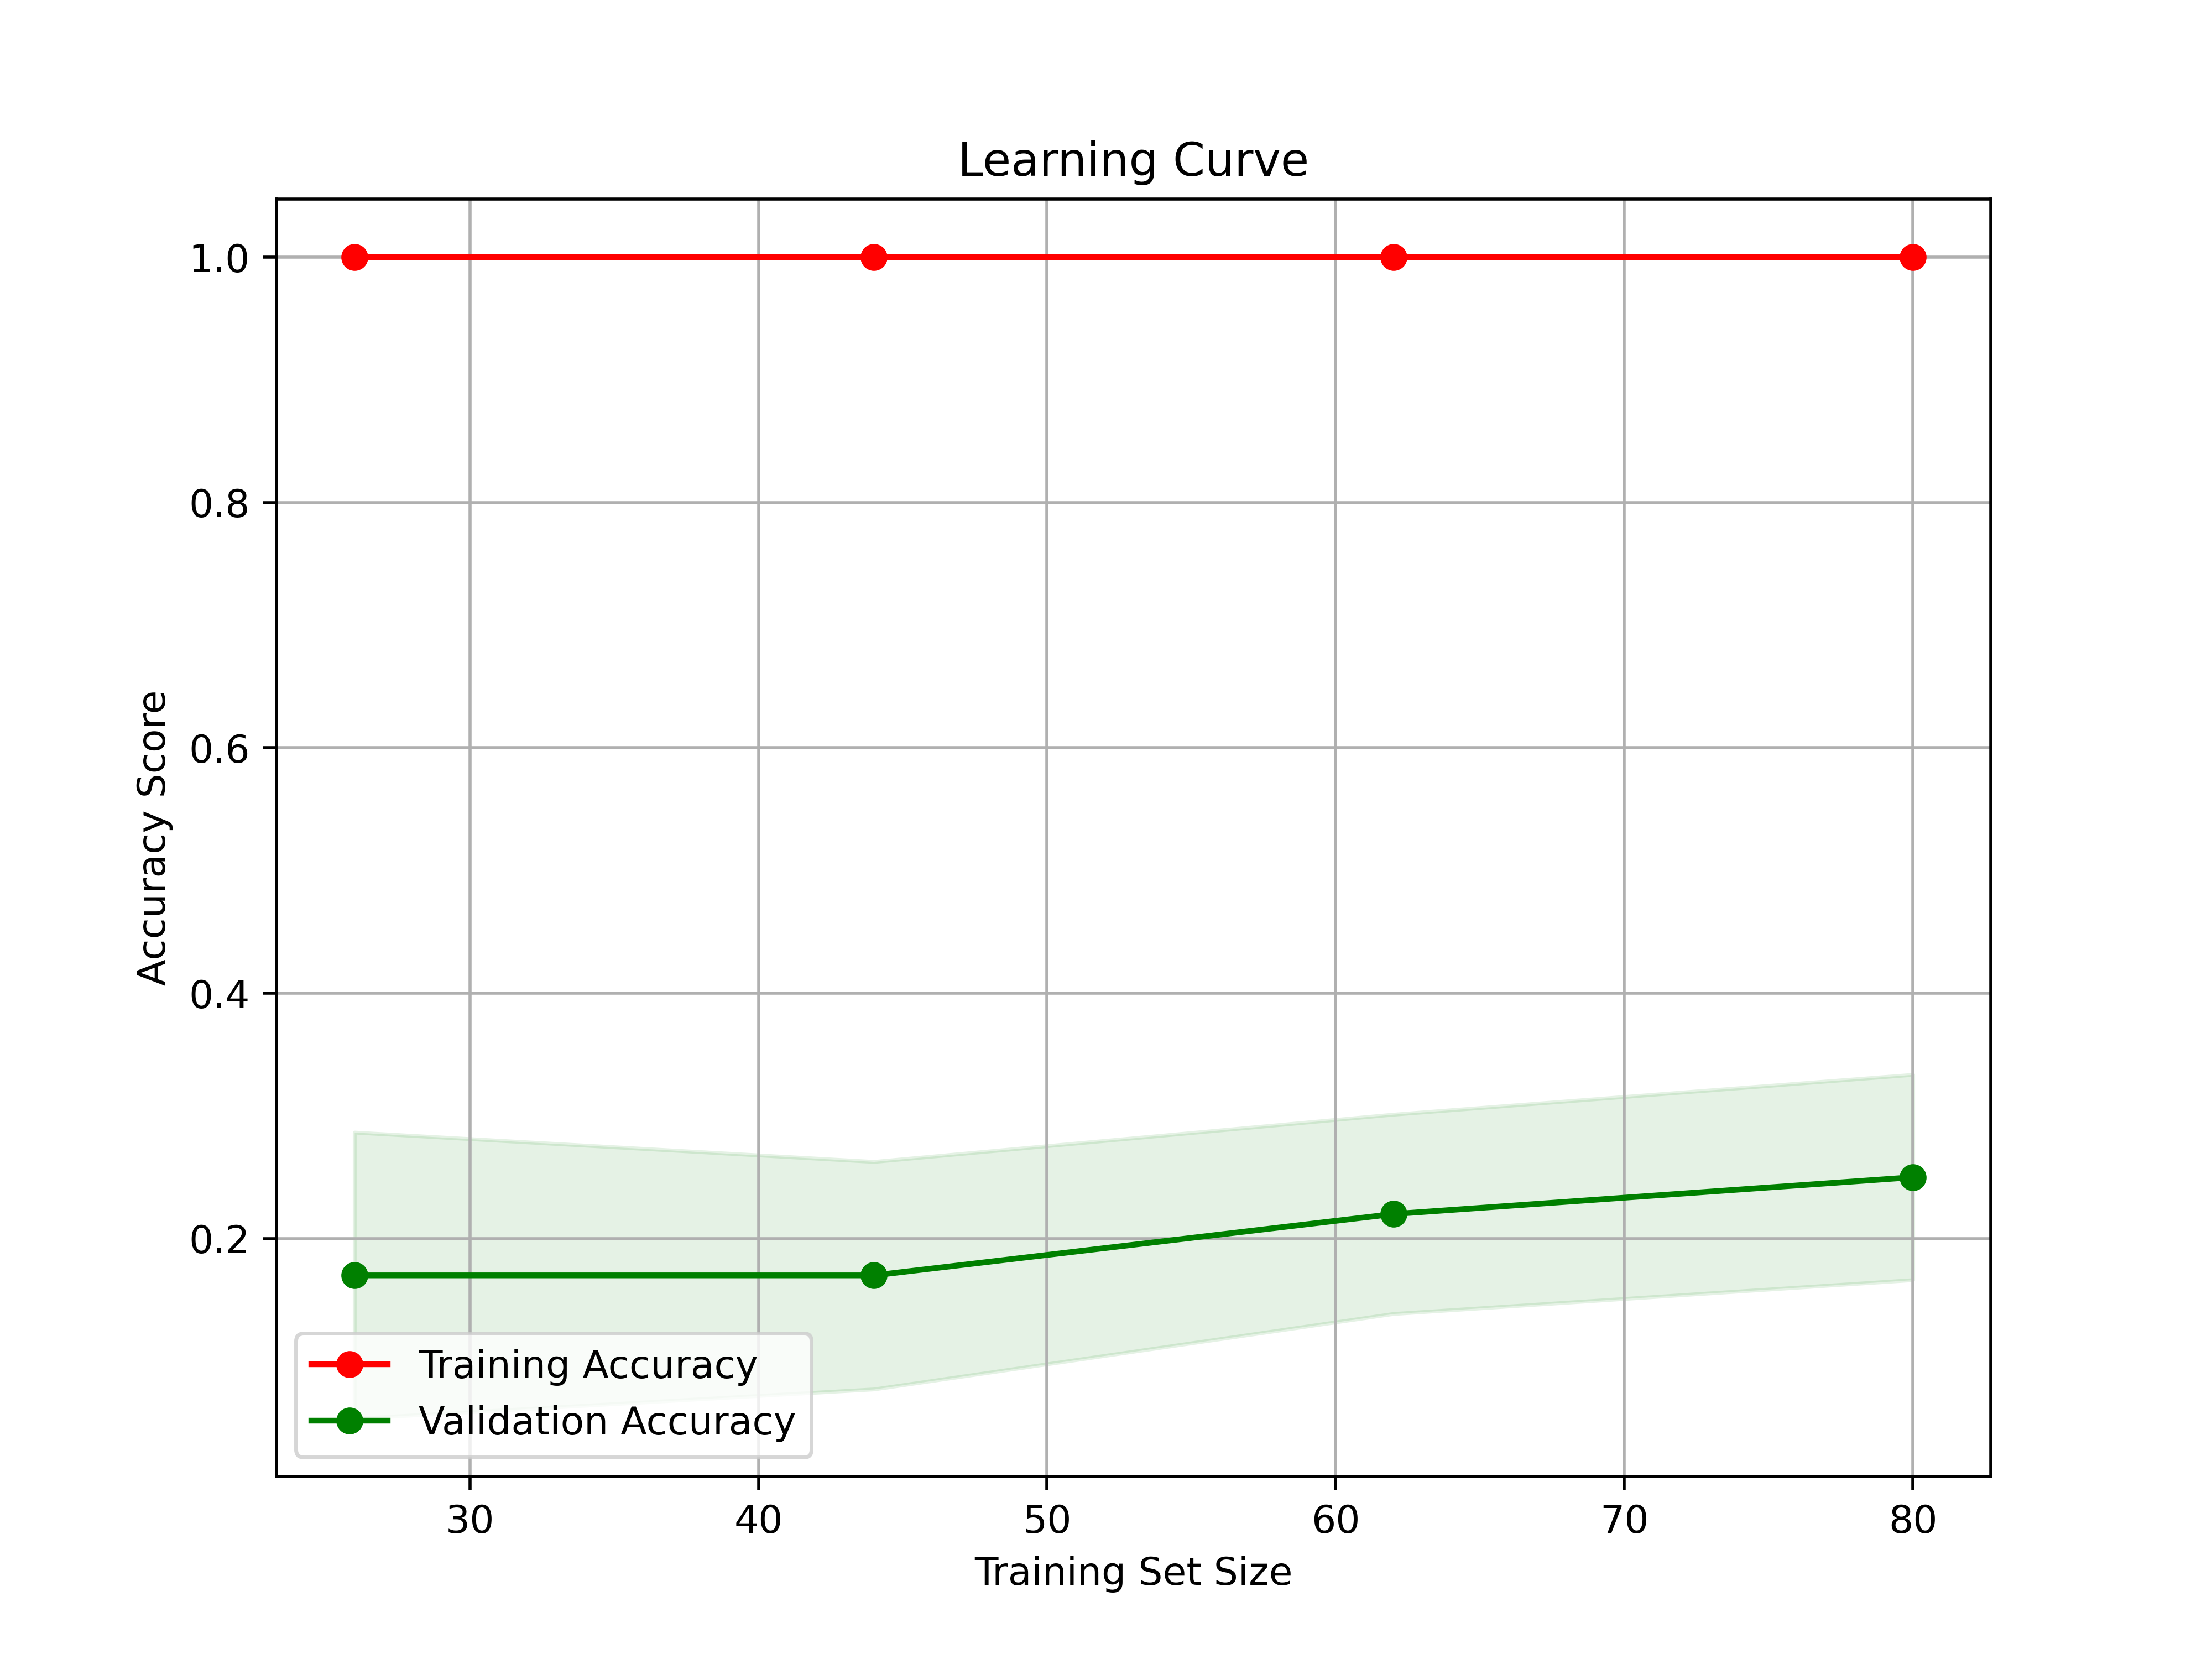 Learning Curve
Accuracy Score
1.0
0.8
0.6
0.4
0.2
Training Accuracy
Validation Accuracy
30 40 50 60 70 80
Training Set Size